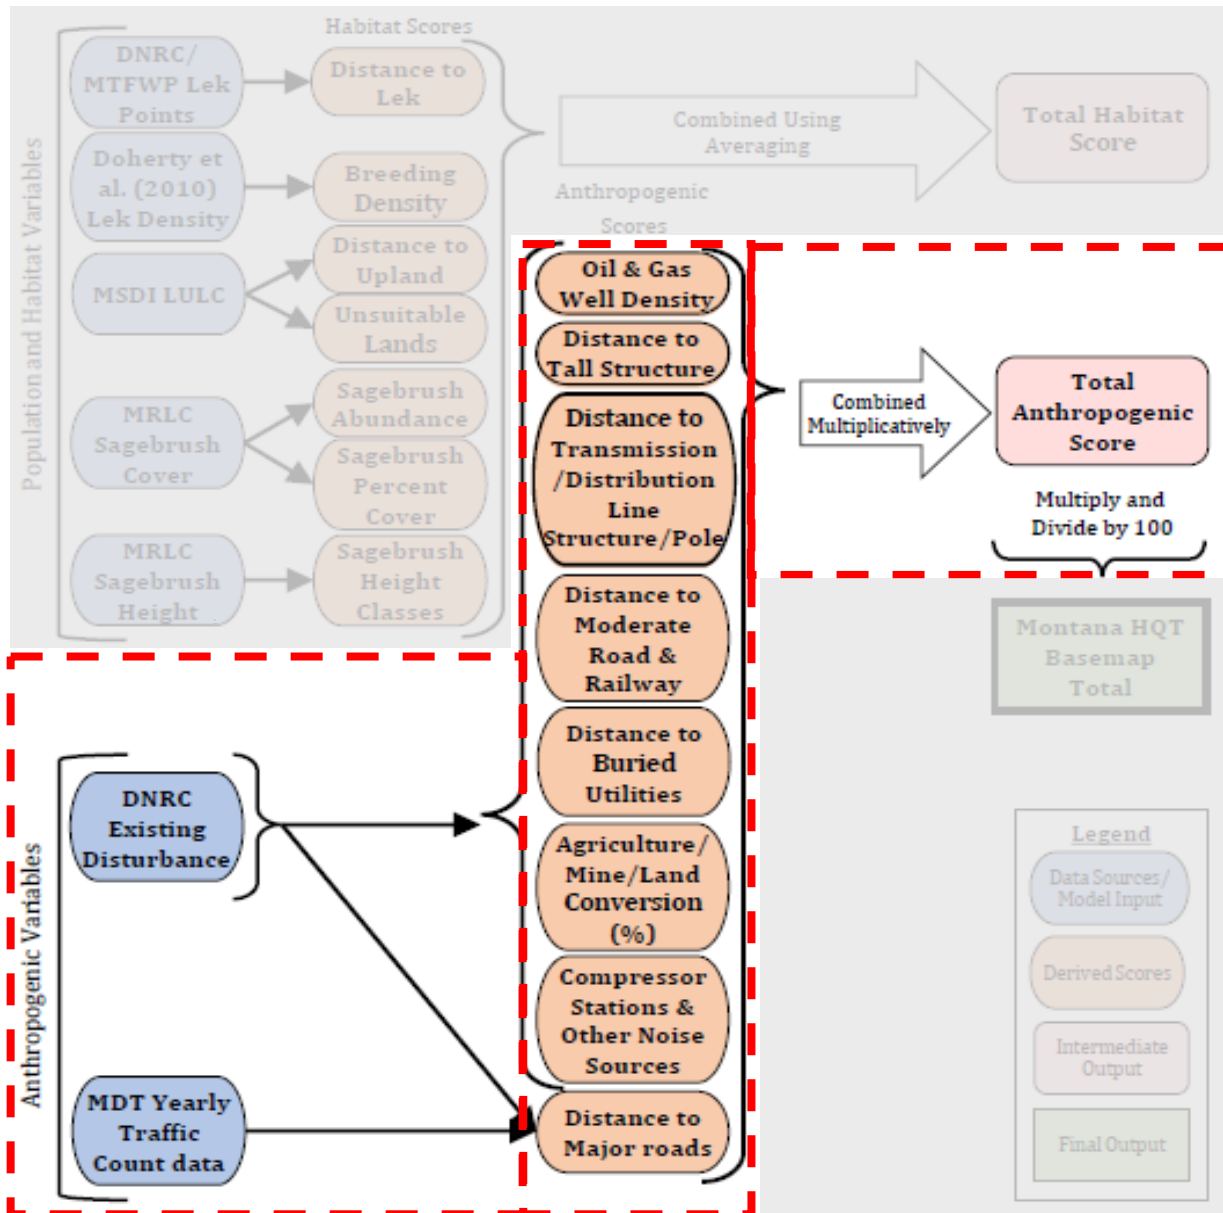 Population and Habitat Variables
Habitat Scores
DNRC/
MTFWP Lek
Points
Distance to
Lek
Doherty et
al. (2010)
Lek Density
Breeding
Density
MSDI LULC
Distance to
Upland
Unsuitable
Lands
MRLC
Sagebrush
Cover
Sagebrush
Abundance
Sagebrush
Percent
Cover
MRLC
Sagebrush
Height
Sagebrush
Height
Classes
Combined Using
Averaging
Total Habitat
Score
Anthropogenic
Scores
Oil & Gas
Well Density
Distance to
Tall Structure
Distance to
Transmission
/Distribution
Line
Structure/Pole
Distance to
Moderate
Road &
Railway
Distance to
Buried
Utilities
Agriculture/
Mine/Land
Conversion
(%)
Compressor
Stations &
Other Noise
Sources
Distance to
Major roads
Combined
Multiplicatively
Total
Anthropogenic
Score
Multiply and
Divide by 100
Montana HQT
Basemap
Total
Anthropogenic Variables
DNRC
Existing
Disturbance
MDT Yearly
Traffic
Count data
Legend
Data Sources/
Model Input
Derived Scores
Intermediate
Output
Final Output